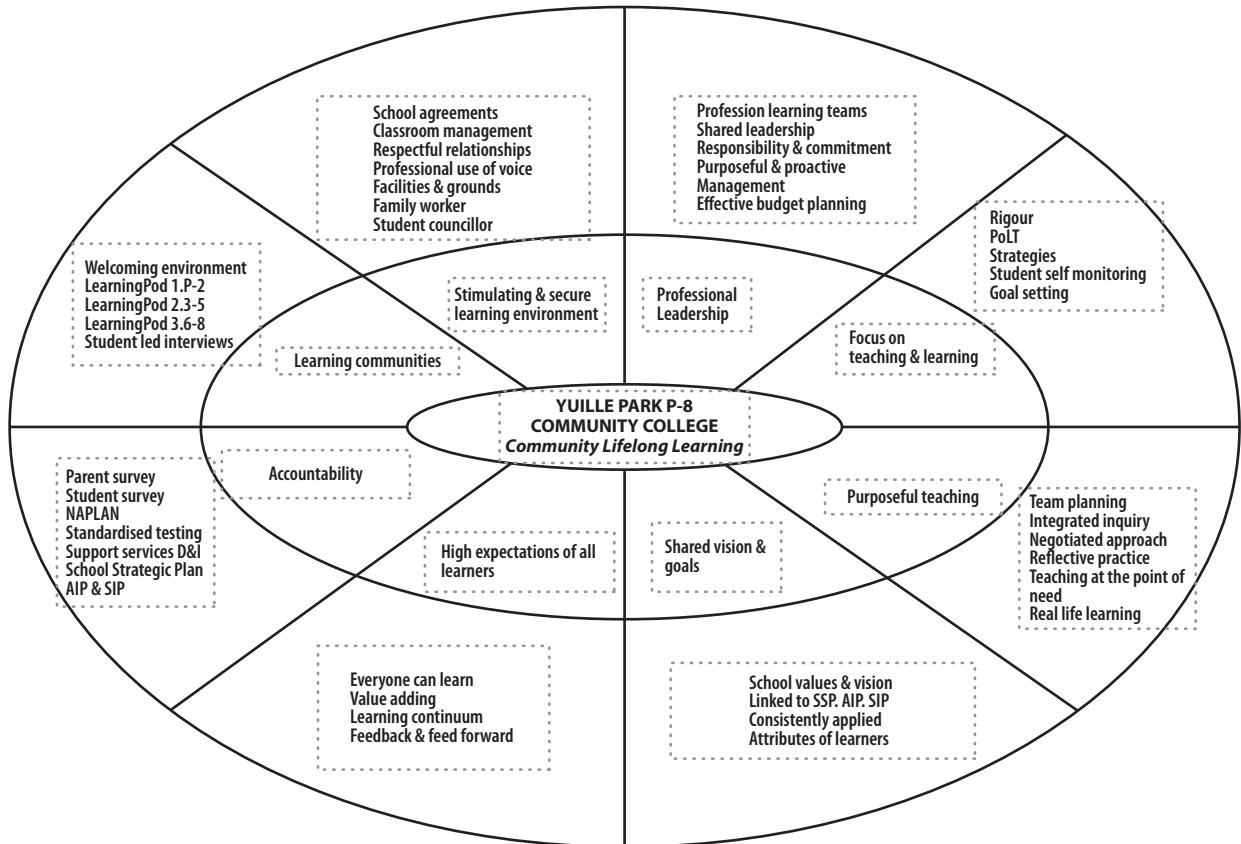 School agreements
Classroom management
Respectful relationships
Professional use of voice
Facilities & grounds
Family worker
Student councillor
Profession learning teams
Shared leadership
Responsibility & commitment
Purposeful & proactive
Management
Effective budget planning
Rigour
PoLT
Strategies
Student self monitoring
Goal setting
Welcoming environment
LearningPod 1.P-2
LearningPod 2.3-5
LearningPod 3.6-8
Student led interviews
Stimulating & secure
learning environment
Professional
Leadership
Learning communities
Focus on
teaching & learning
YUILLE PARK P-8
COMMUNITY COLLEGE
Community Lifelong Learning
Parent survey
Student survey
NAPLAN
Standardised testing
Support services D&I
School Strategic Plan
AIP & SIP
Accountability
High expectations of all
learners
Shared vision &
goals
Purposeful teaching
Team planning
Integrated inquiry
Negotiated approach
Reflective practice
Teaching at the point of
need
Real life learning
Everyone can learn
Value adding
Learning continuum
Feedback & feed forward
School values & vision
Linked to SSP. AIP. SIP
Consistently applied
Attributes of learners